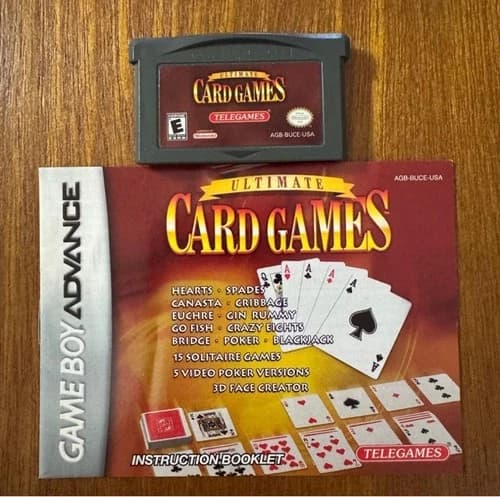 ULTIMATE
CARD GAMES
TELEGAMES
E
EVERYONE
Nintendo
AGB-BUCE-USA
AGB-BUCE-USA
ULTIMATE
CARD GAMES
GAME BOY ADVANCE
HEARTS · SPADES
CANASTA · CRIBBAGE
EUCHRE · GIN RUMMY
GO FISH · CRAZY EIGHTS
BRIDGE · POKER · BLACKJACK
15 SOLITAIRE GAMES
5 VIDEO POKER VERSIONS
3D FACE CREATOR
Q A A A A
INSTRUCTION BOOKLET
TELEGAMES